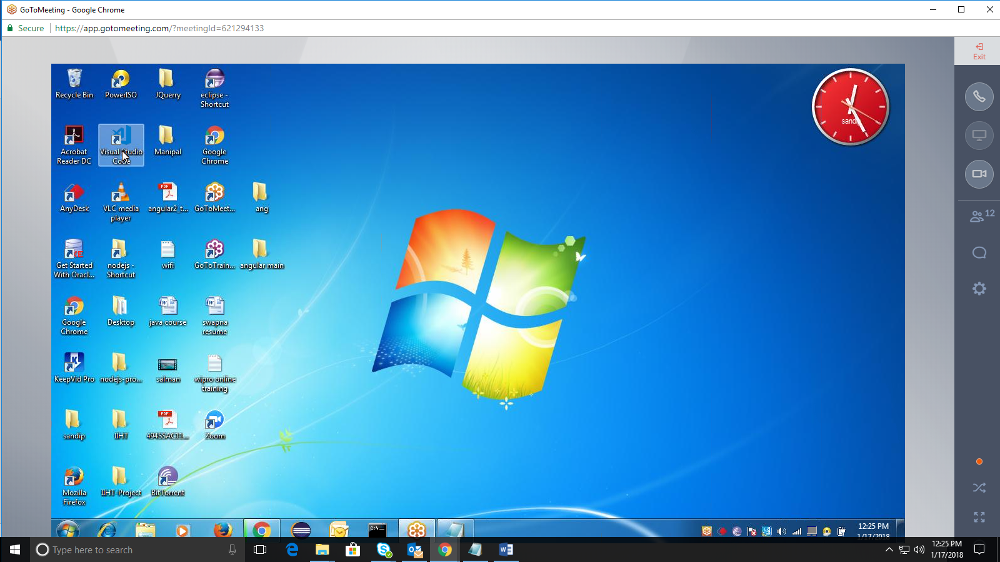 GoToMeeting - Google Chrome
Secure https://app.gotomeeting.com/?meetingId=621294133
Exit
Recycle Bin
PowerISO
JQuerry
eclipse -
Shortcut
sandip
Acrobat
Reader DC
Visual Studio
Code
Manipal
Google
Chrome
12
AnyDesk
VLC media
player
PDF
angular2_t...
GoToMeet...
ang
Get Started
With Oracl...
nodejs -
Shortcut
wifi
GoToTrain...
angular main
Google
Chrome
Desktop
java course
swapna
resume
KeepVid Pro
nodejs-pro...
salman
wipro online
training
sandip
IIHT
PDF
494SSAC11...
Zoom
Mozilla
Firefox
IIHT-Project
BitTorrent
C:\_
12:25 PM
1/17/2018
Type here to search
12:25 PM
1/17/2018